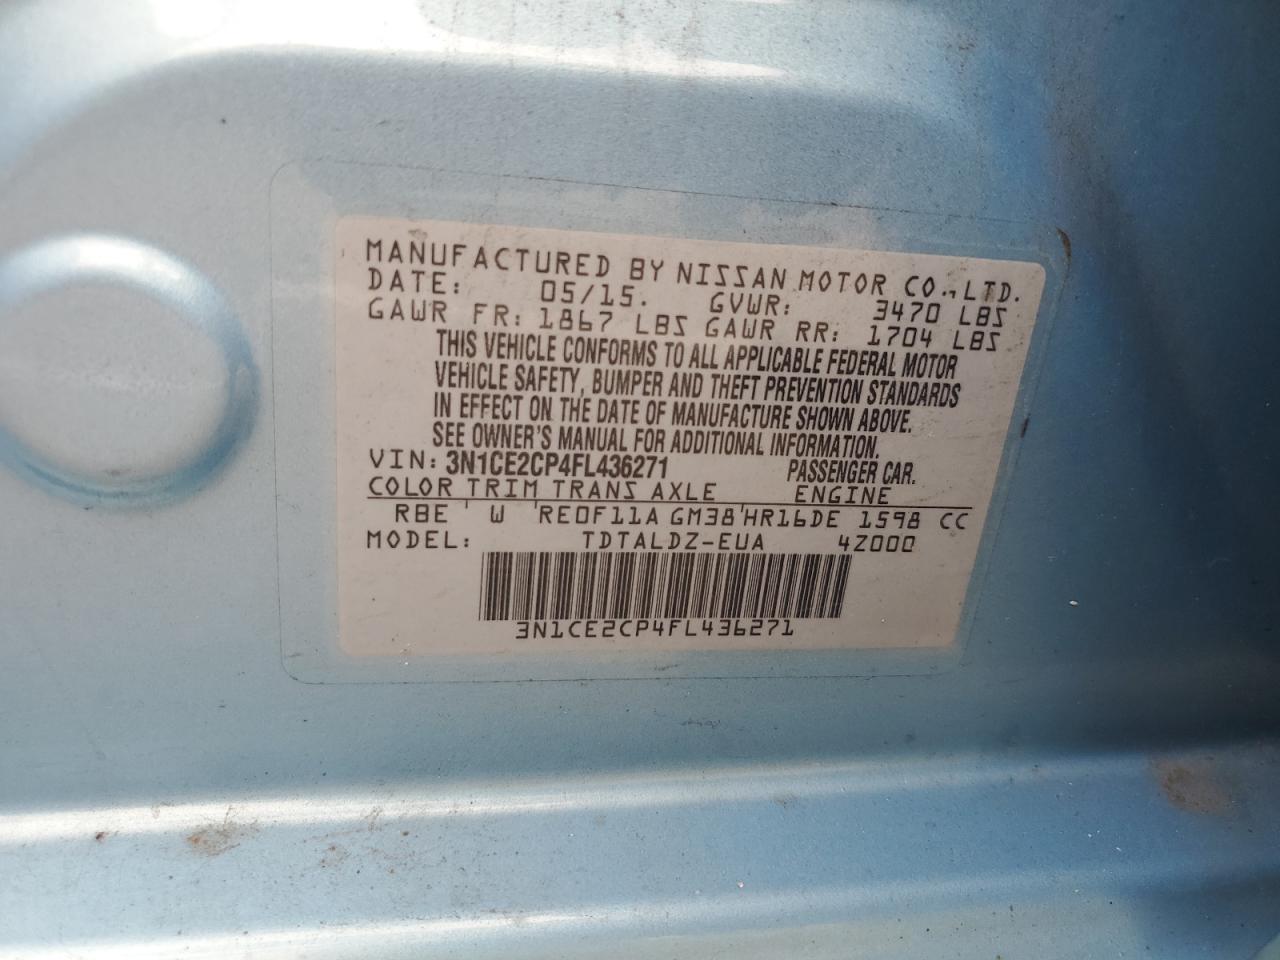 MANUFACTURED BY NISSAN MOTOR CO., LTD.
DATE: 05/15. GVWR: 3470 LBS
GAWR FR: 1867 LBS GAWR RR: 1704 LBS
THIS VEHICLE CONFORMS TO ALL APPLICABLE FEDERAL MOTOR
VEHICLE SAFETY, BUMPER AND THEFT PREVENTION STANDARDS
IN EFFECT ON THE DATE OF MANUFACTURE SHOWN ABOVE.
SEE OWNER'S MANUAL FOR ADDITIONAL INFORMATION.
VIN: 3N1CE2CP4FL436271 PASSENGER CAR.
COLOR TRIM TRANS AXLE ENGINE
RBE ' W 'RE0F11A GM38'HR16DE 1598 CC
MODEL: TDTALDZ-EUA 4Z000
3N1CE2CP4FL436271